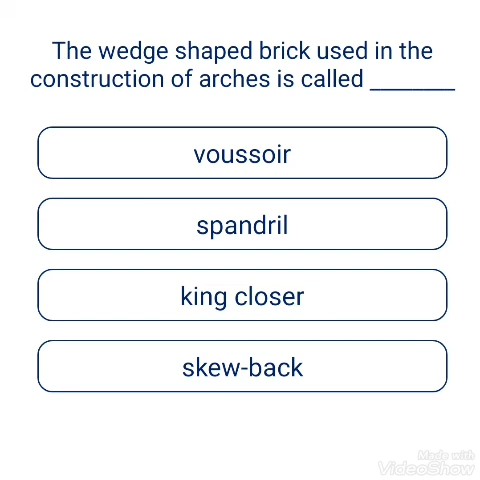 The wedge shaped brick used in the
construction of arches is called _______
voussoir
spandril
king closer
skew-back
Made with
VideoShow